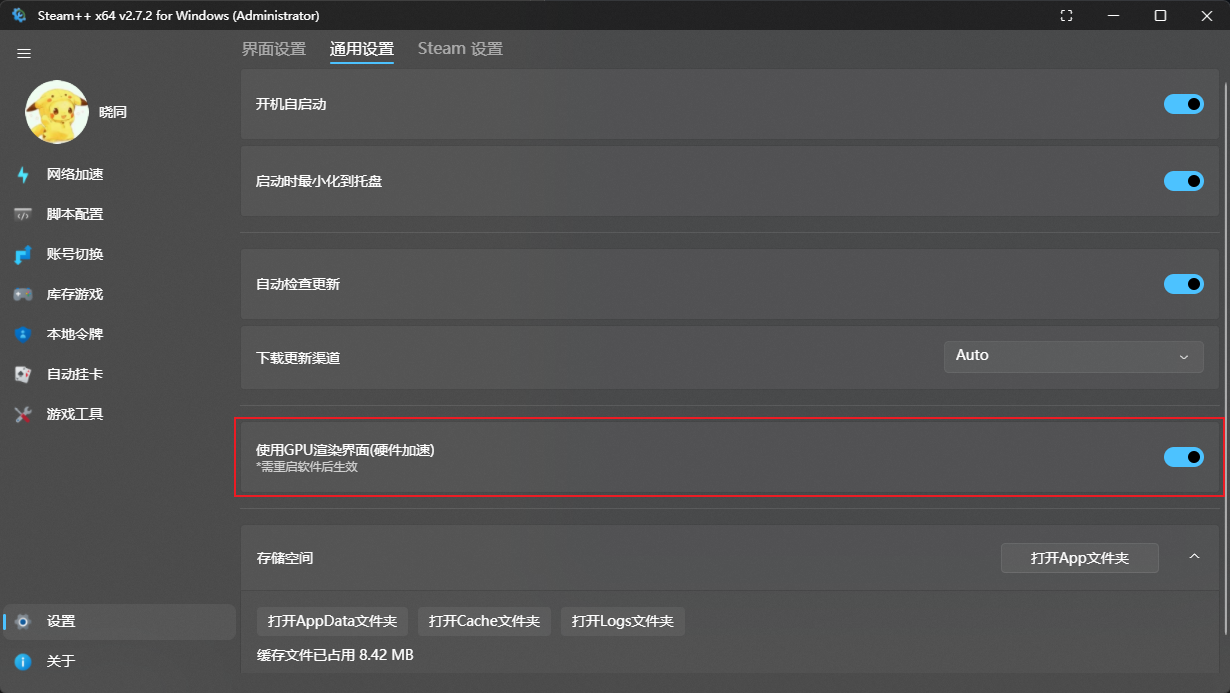 Steam++ x64 v2.7.2 for Windows (Administrator)
界面设置 通用设置 Steam 设置
晓同
网络加速
脚本配置
账号切换
库存游戏
本地令牌
自动挂卡
游戏工具
设置
关于
开机自启动
启动时最小化到托盘
自动检查更新
下载更新渠道 Auto
使用GPU渲染界面(硬件加速)
*需重启软件后生效
存储空间 打开App文件夹
打开AppData文件夹 打开Cache文件夹 打开Logs文件夹
缓存文件已占用 8.42 MB